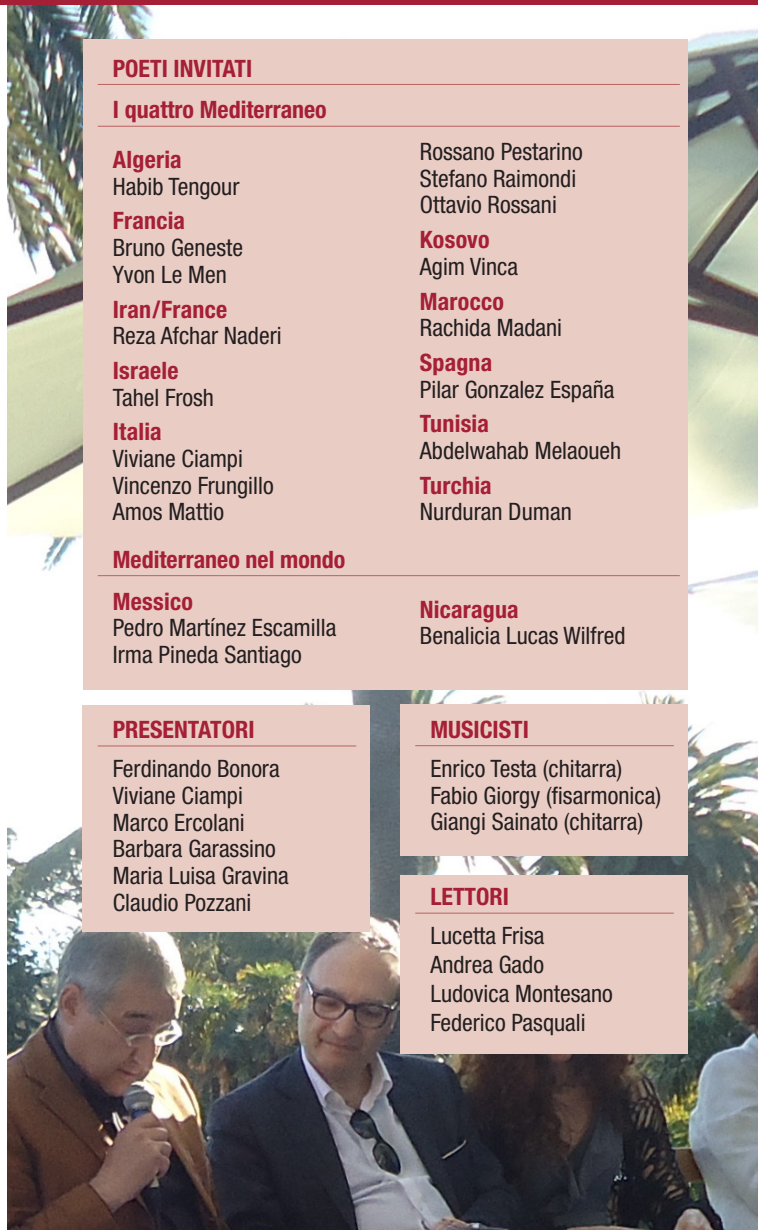 POETI INVITATI
I quattro Mediterraneo
Algeria
Habib Tengour
Francia
Bruno Geneste
Yvon Le Men
Iran/France
Reza Afchar Naderi
Israele
Tahel Frosh
Italia
Viviane Ciampi
Vincenzo Frungillo
Amos Mattio
Rossano Pestarino
Stefano Raimondi
Ottavio Rossani
Kosovo
Agim Vinca
Marocco
Rachida Madani
Spagna
Pilar Gonzalez España
Tunisia
Abdelwahab Melaoueh
Turchia
Nurduran Duman
Mediterraneo nel mondo
Messico
Pedro Martínez Escamilla
Irma Pineda Santiago
Nicaragua
Benalicia Lucas Wilfred
PRESENTATORI
Ferdinando Bonora
Viviane Ciampi
Marco Ercolani
Barbara Garassino
Maria Luisa Gravina
Claudio Pozzani
MUSICISTI
Enrico Testa (chitarra)
Fabio Giorgy (fisarmonica)
Giangi Sainato (chitarra)
LETTORI
Lucetta Frisa
Andrea Gado
Ludovica Montesano
Federico Pasquali